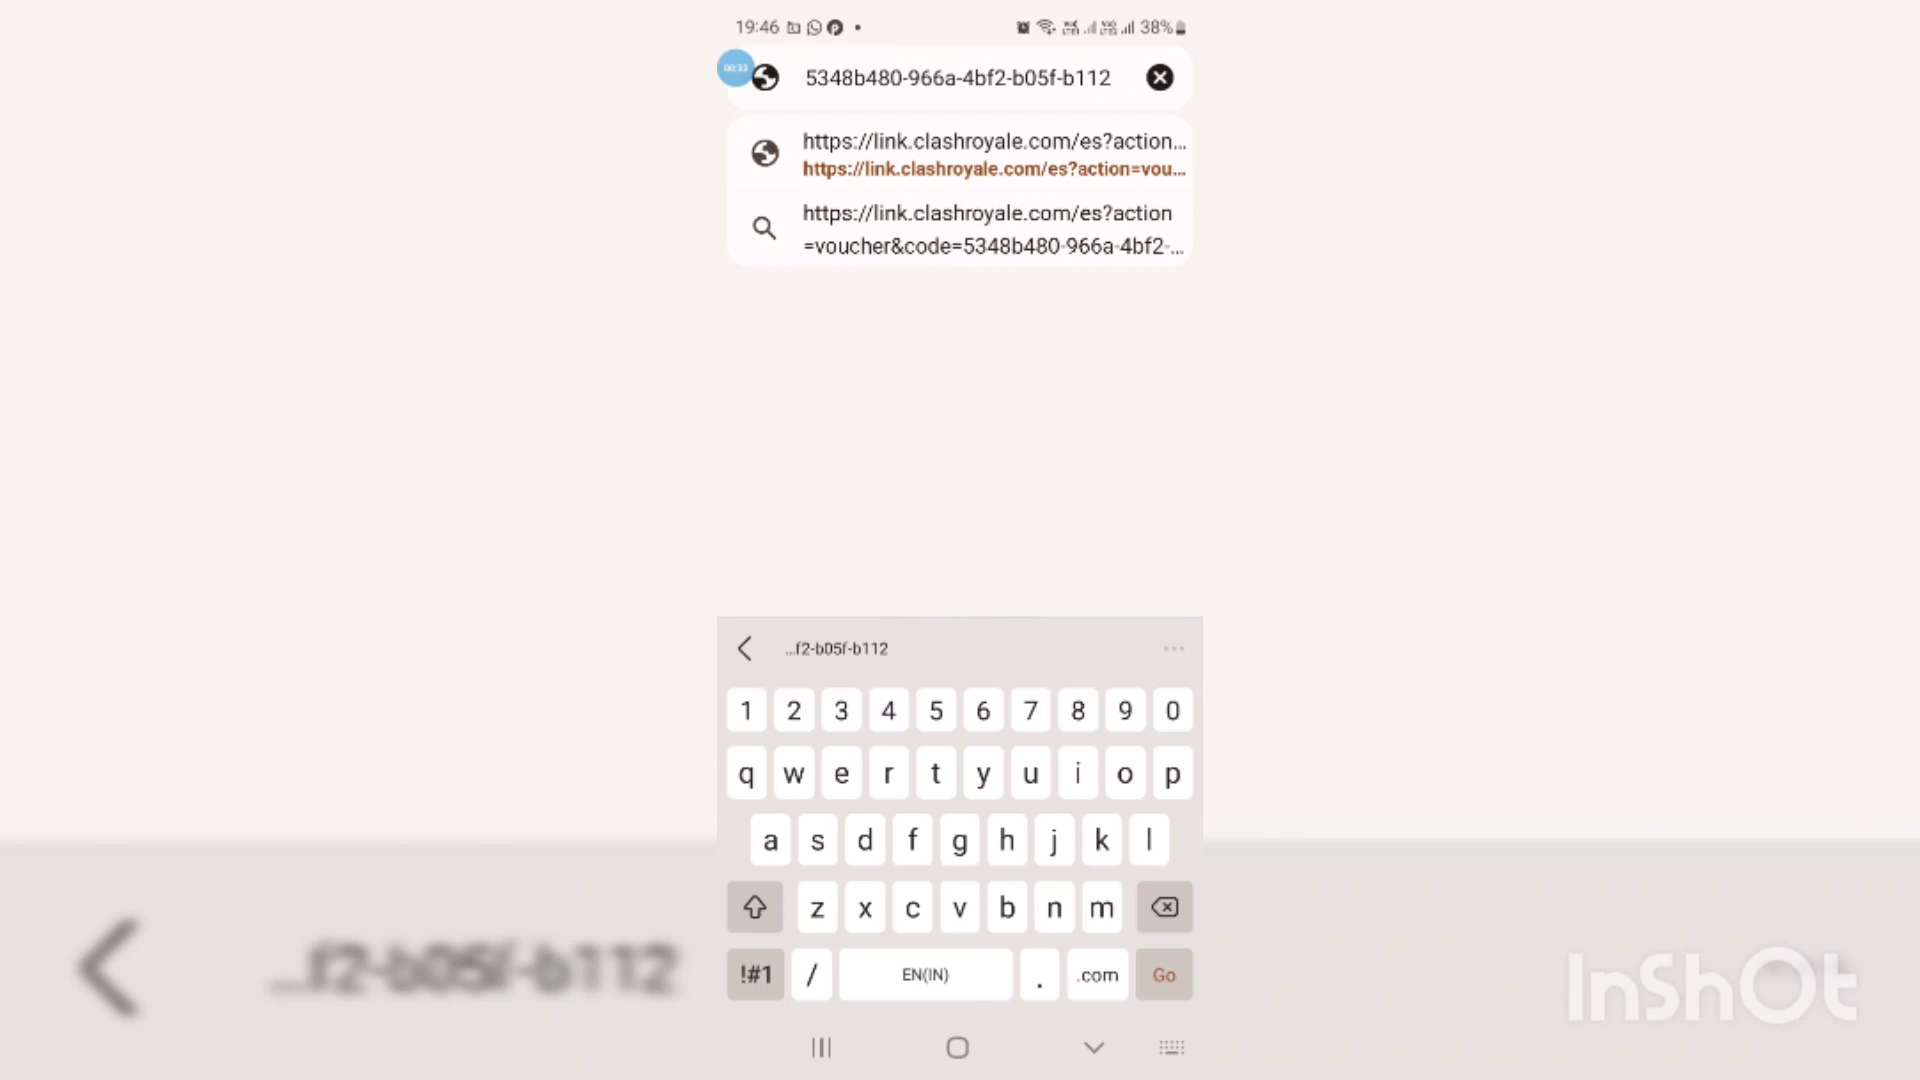 19:46
38%
00:33
5348b480-966a-4bf2-b05f-b112
https://link.clashroyale.com/es?action...
https://link.clashroyale.com/es?action=vou...
https://link.clashroyale.com/es?action
=voucher&code=5348b480-966a-4bf2-...
...f2-b05f-b112
1 2 3 4 5 6 7 8 9 0
q w e r t y u i o p
a s d f g h j k l
z x c v b n m
!#1 / EN(IN) . .com Go
...f2-b05f-b112
InShOt